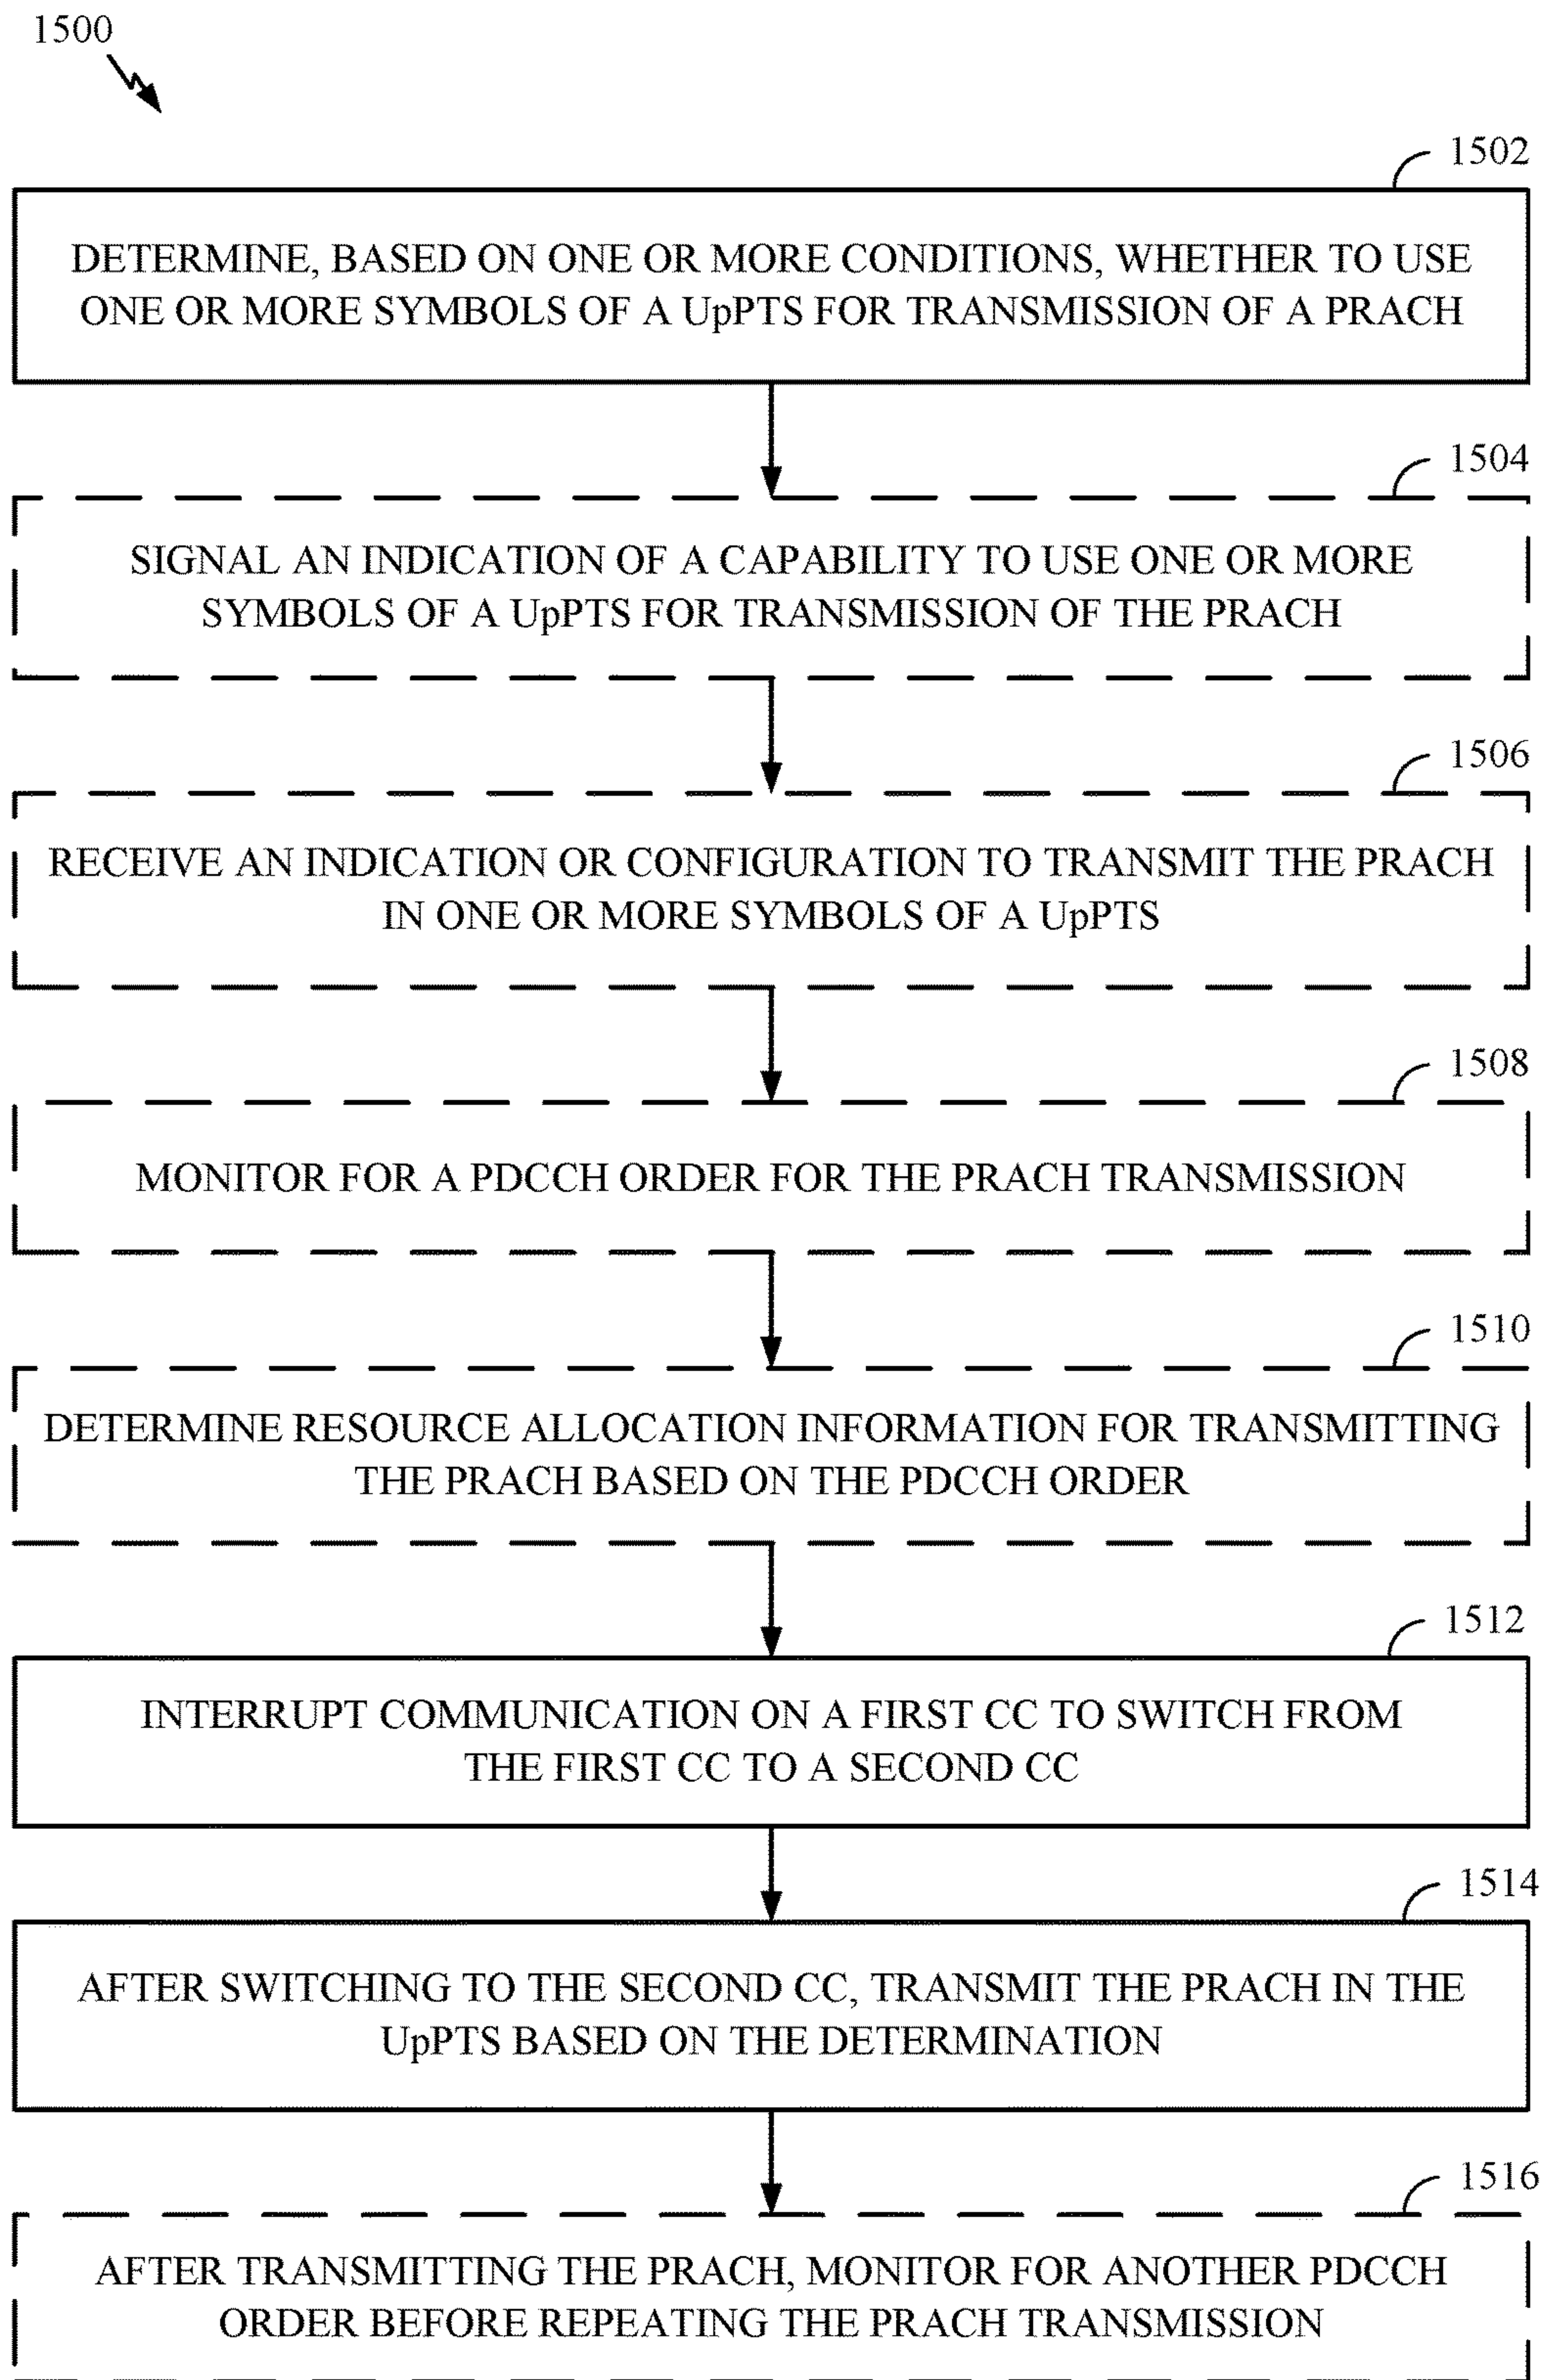 1500
1502
DETERMINE, BASED ON ONE OR MORE CONDITIONS, WHETHER TO USE
ONE OR MORE SYMBOLS OF A UpPTS FOR TRANSMISSION OF A PRACH
1504
SIGNAL AN INDICATION OF A CAPABILITY TO USE ONE OR MORE
SYMBOLS OF A UpPTS FOR TRANSMISSION OF THE PRACH
1506
RECEIVE AN INDICATION OR CONFIGURATION TO TRANSMIT THE PRACH
IN ONE OR MORE SYMBOLS OF A UpPTS
1508
MONITOR FOR A PDCCH ORDER FOR THE PRACH TRANSMISSION
1510
DETERMINE RESOURCE ALLOCATION INFORMATION FOR TRANSMITTING
THE PRACH BASED ON THE PDCCH ORDER
1512
INTERRUPT COMMUNICATION ON A FIRST CC TO SWITCH FROM
THE FIRST CC TO A SECOND CC
1514
AFTER SWITCHING TO THE SECOND CC, TRANSMIT THE PRACH IN THE
UpPTS BASED ON THE DETERMINATION
1516
AFTER TRANSMITTING THE PRACH, MONITOR FOR ANOTHER PDCCH
ORDER BEFORE REPEATING THE PRACH TRANSMISSION